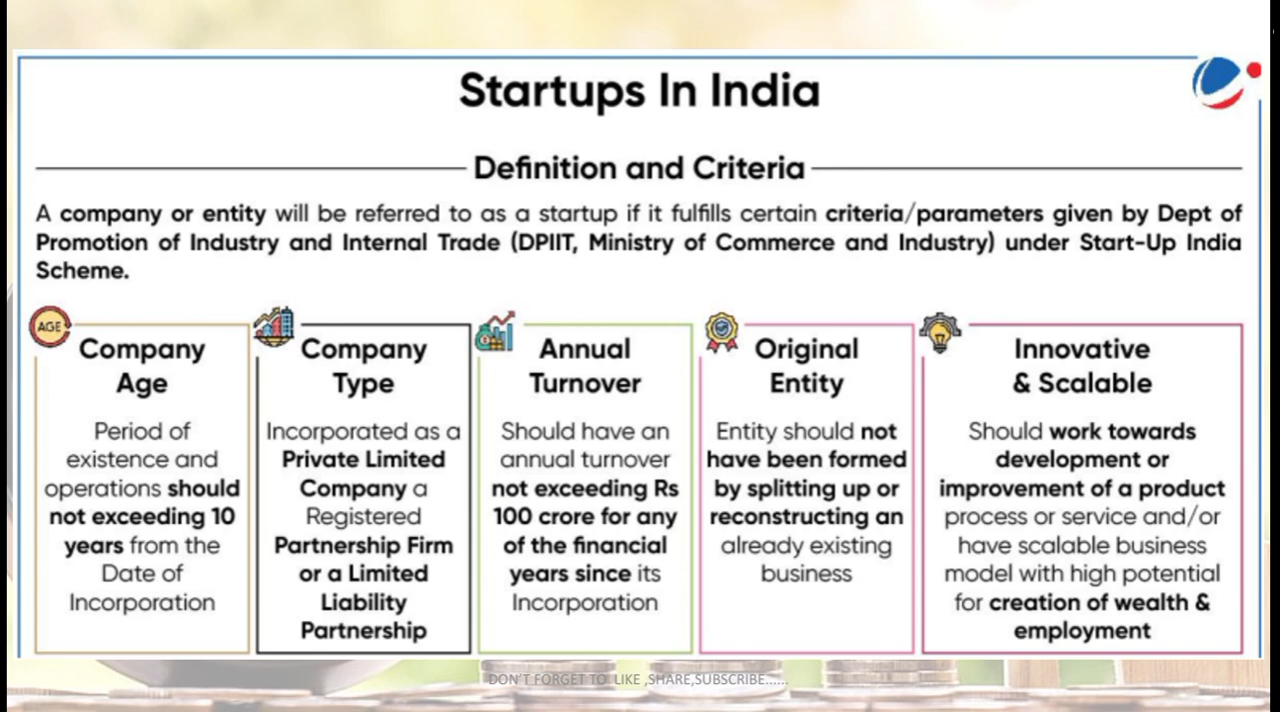 Startups In India
Definition and Criteria
A company or entity will be referred to as a startup if it fulfills certain criteria/parameters given by Dept of
Promotion of Industry and Internal Trade (DPIIT, Ministry of Commerce and Industry) under Start-Up India
Scheme.
AGE
Company
Age
Period of
existence and
operations should
not exceeding 10
years from the
Date of
Incorporation
Company
Type
Incorporated as a
Private Limited
Company a
Registered
Partnership Firm
or a Limited
Liability
Partnership
Annual
Turnover
Should have an
annual turnover
not exceeding Rs
100 crore for any
of the financial
years since its
Incorporation
Original
Entity
Entity should not
have been formed
by splitting up or
reconstructing an
already existing
business
Innovative
& Scalable
Should work towards
development or
improvement of a product
process or service and/or
have scalable business
model with high potential
for creation of wealth &
employment
DON'T FORGET TO LIKE ,SHARE,SUBSCRIBE......